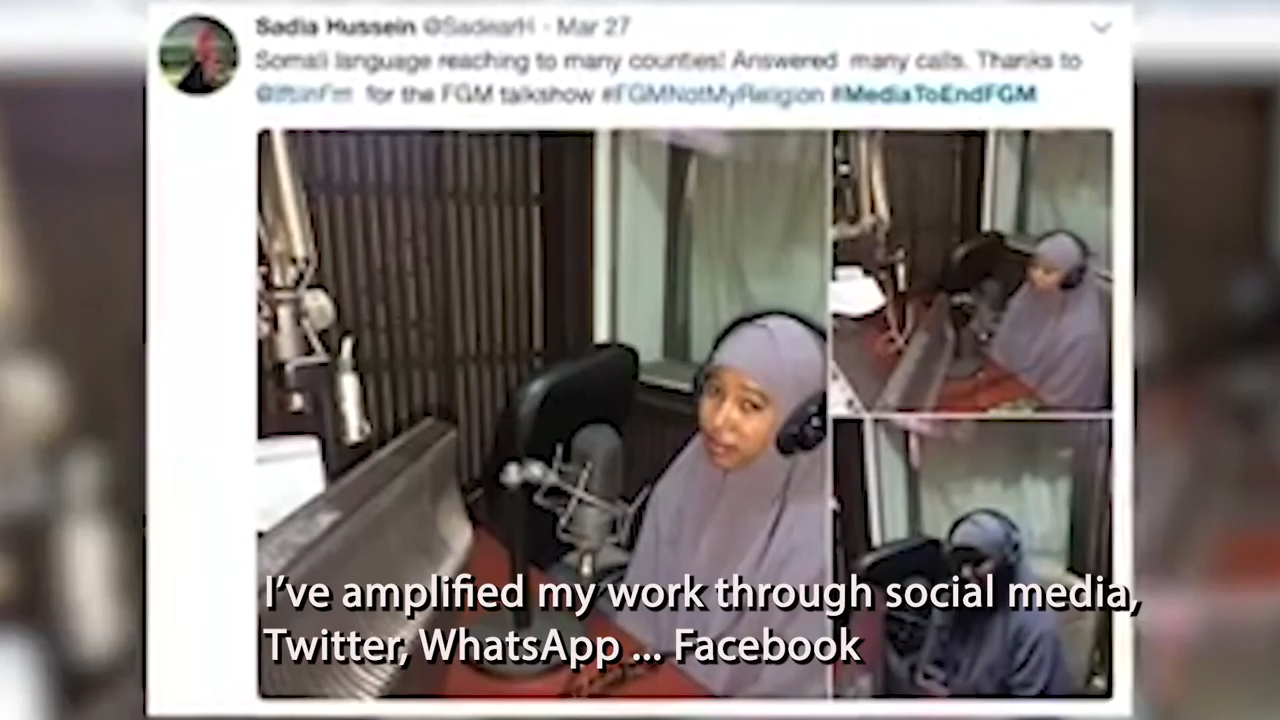 Sadia Hussein @SadearH · Mar 27
Somali language reaching to many counties! Answered many calls. Thanks to
for the FGM talkshow #FGMNotMyReligion #MediaToEndFGM
I've amplified my work through social media,
Twitter, WhatsApp ... Facebook